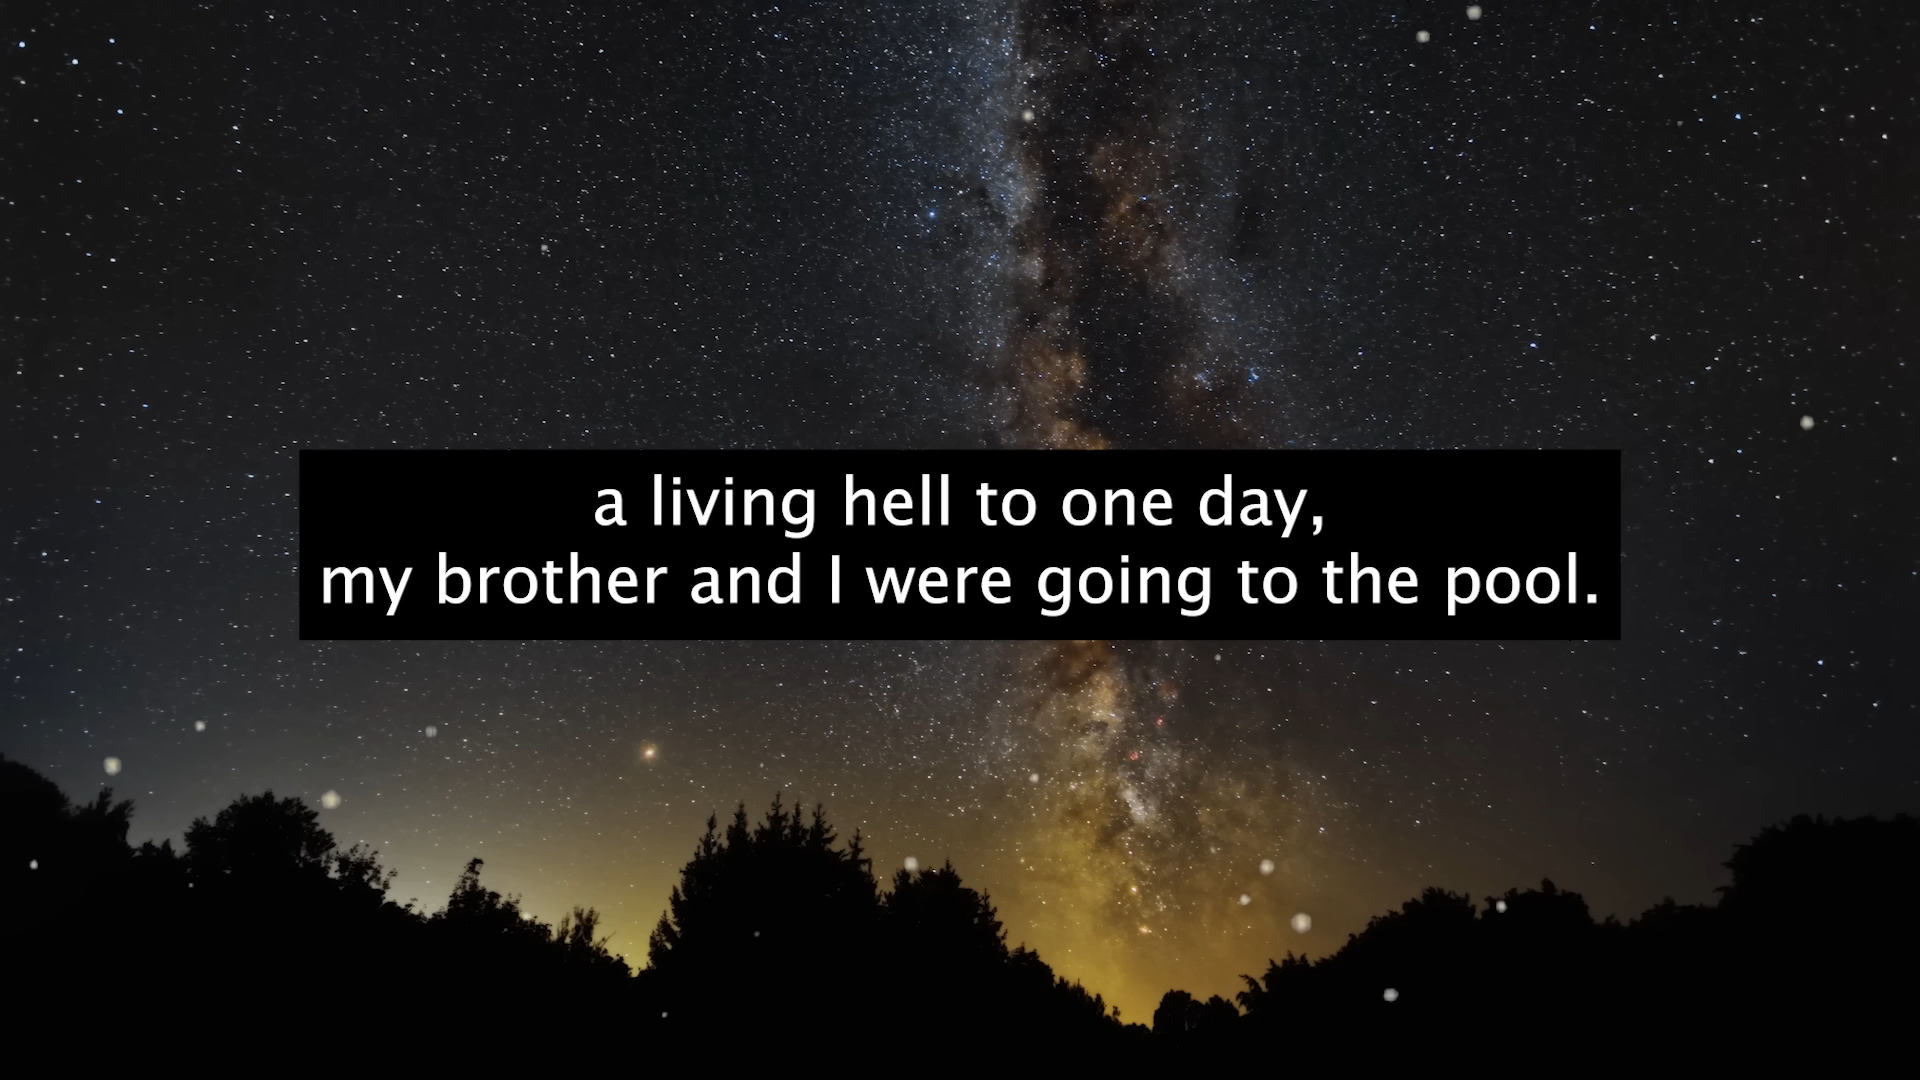 a living hell to one day,
my brother and I were going to the pool.